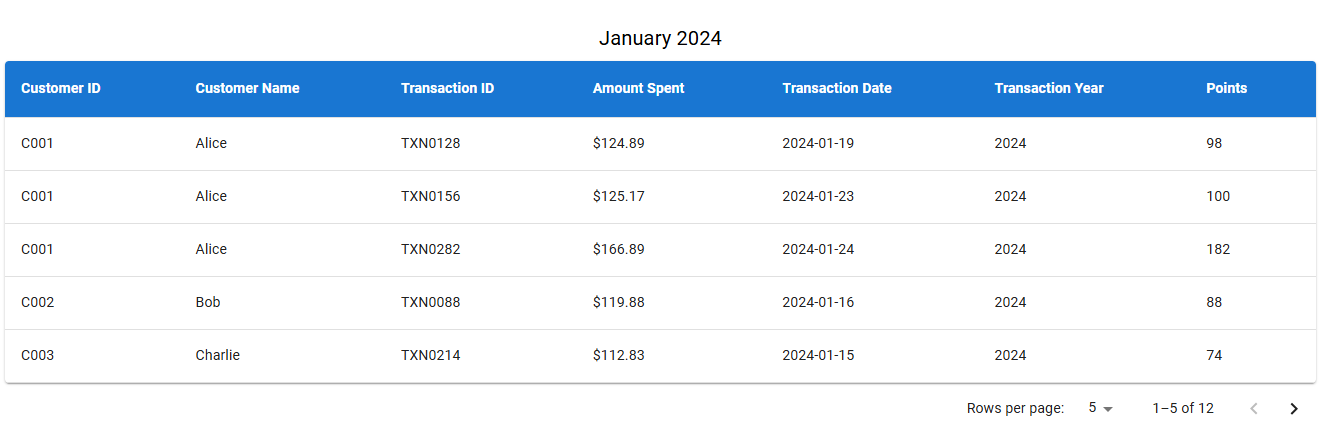 January 2024
Customer ID Customer Name Transaction ID Amount Spent Transaction Date Transaction Year Points
C001 Alice TXN0128 $124.89 2024-01-19 2024 98
C001 Alice TXN0156 $125.17 2024-01-23 2024 100
C001 Alice TXN0282 $166.89 2024-01-24 2024 182
C002 Bob TXN0088 $119.88 2024-01-16 2024 88
C003 Charlie TXN0214 $112.83 2024-01-15 2024 74
Rows per page: 5 1–5 of 12